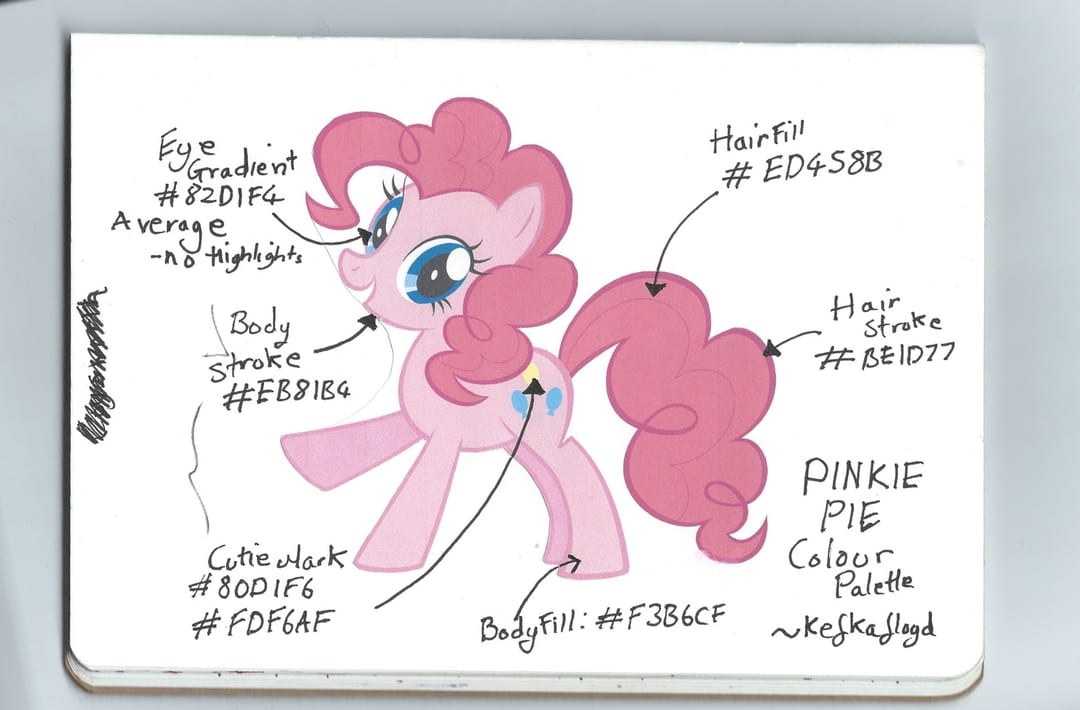 Eye
Gradient
#82D1F4
Average
-no Highlights
Body
Stroke
#EB81B4
Cutie Mark
#80D1F6
#FDF6AF
Body Fill: #F3B6CF
Hair Fill
#ED458B
Hair
Stroke
#BE1D77
PINKIE
PIE
Colour
Palette
~Kefkafloyd